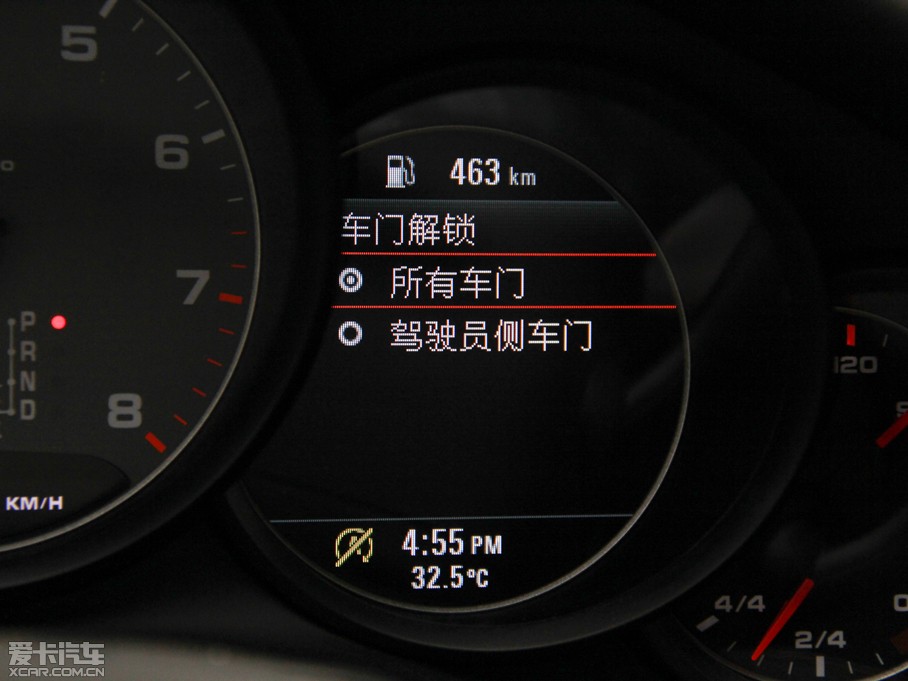 5
6
7
8
P
R
N
D
KM/H
463 km
车门解锁
所有车门
驾驶员侧车门
A
4:55 PM
32.5°C
120
4/4
2/4
0
爱卡汽车
XCAR.COM.CN